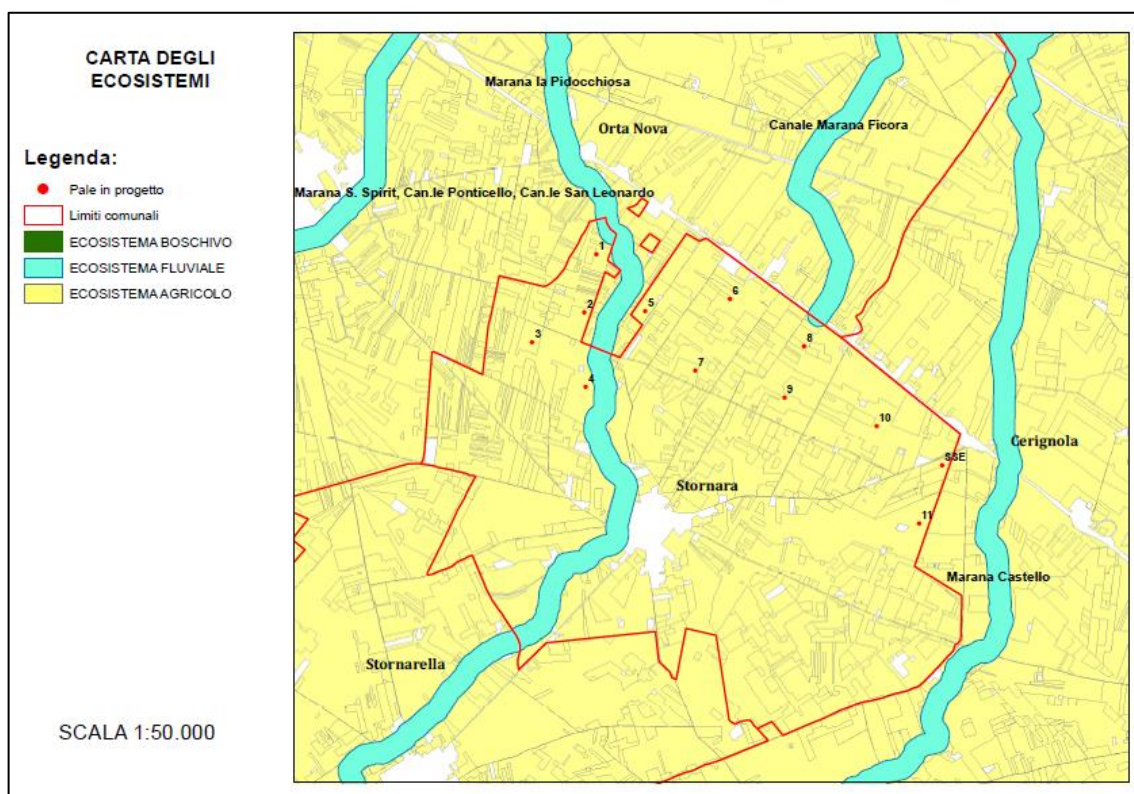 CARTA DEGLI
ECOSISTEMI
Legenda:
Pale in progetto
Limiti comunali
ECOSISTEMA BOSCHIVO
ECOSISTEMA FLUVIALE
ECOSISTEMA AGRICOLO
SCALA 1:50.000
Marana la Pidocchiosa
Orta Nova
Canale Marana Ficora
Marana S. Spirit, Can.le Ponticello, Can.le San Leonardo
1
2
3
4
5
6
7
8
9
10
SSE
11
Cerignola
Stornara
Marana Castello
Stornarella